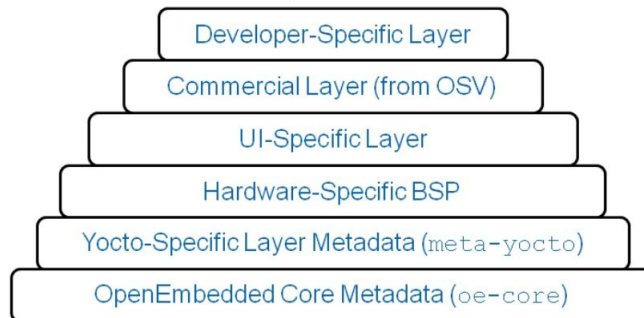 Developer-Specific Layer
Commercial Layer (from OSV)
UI-Specific Layer
Hardware-Specific BSP
Yocto-Specific Layer Metadata (meta-yocto)
OpenEmbedded Core Metadata (oe-core)